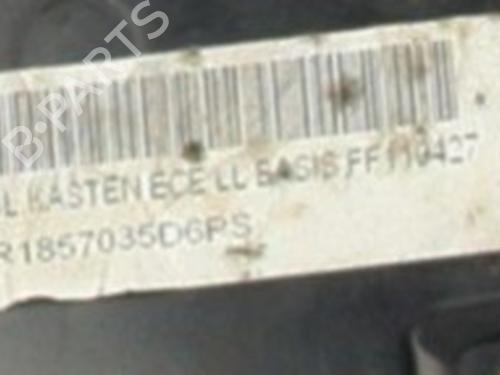 B-PARTS
KASTEN ECE LL BASIS FF110427
R1857035D6PS